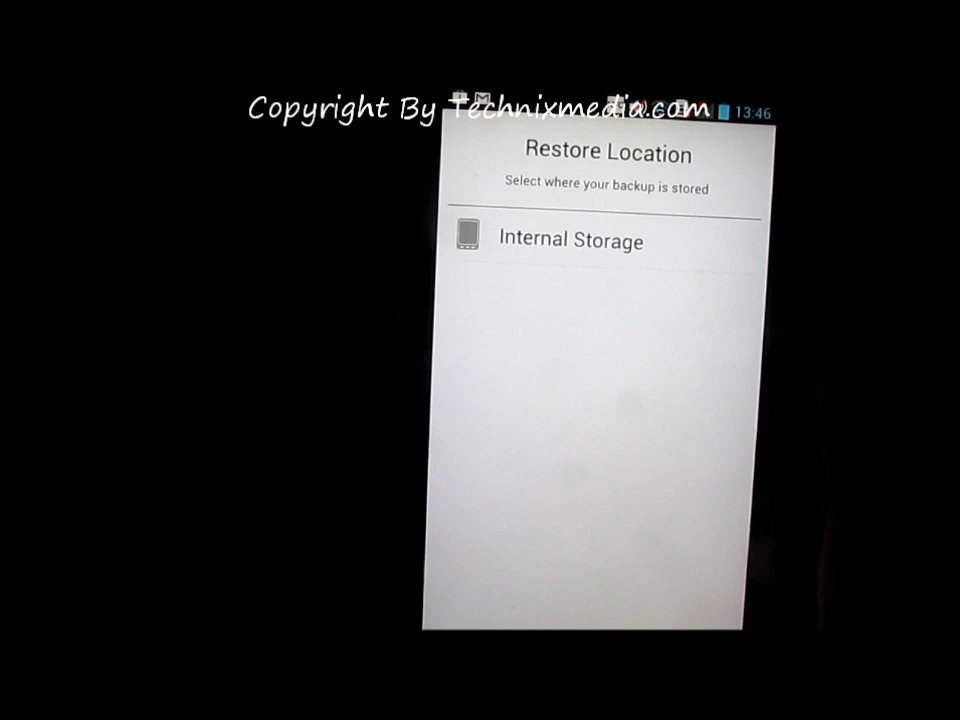 Copyright By Technixmedia.com
13:46
Restore Location
Select where your backup is stored
Internal Storage